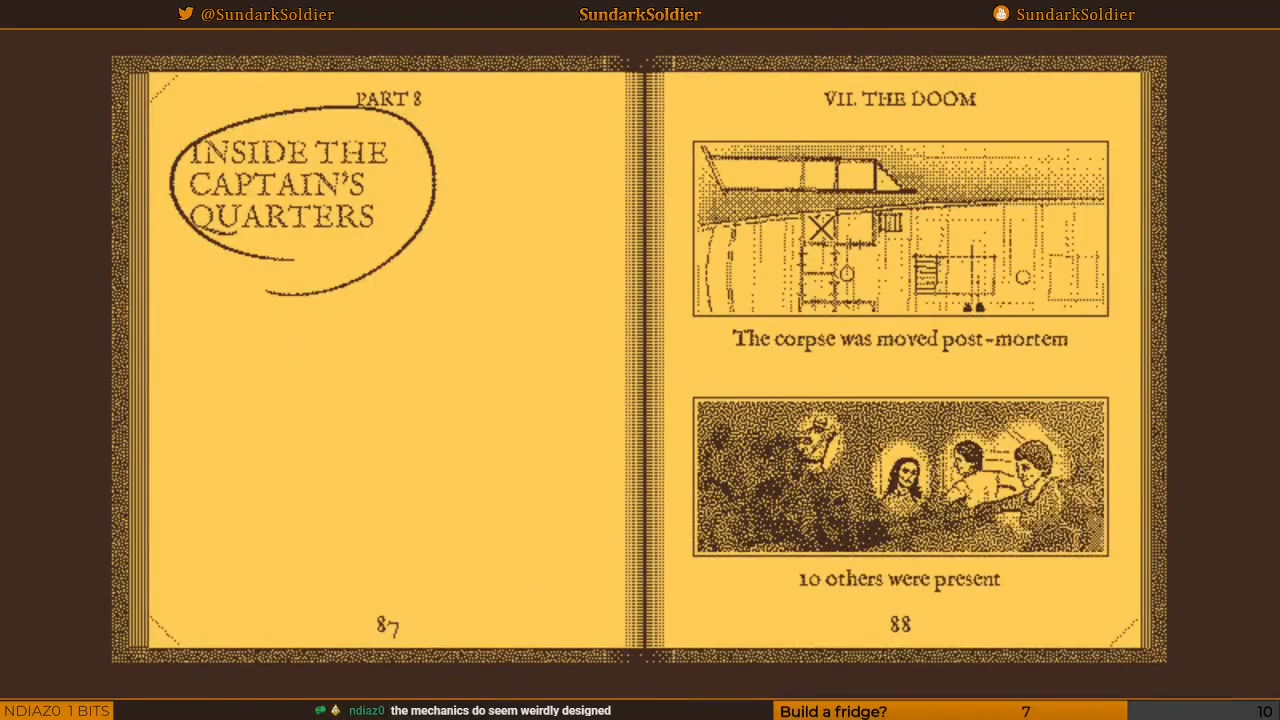 @SundarkSoldier
SundarkSoldier
SundarkSoldier
PART 8
INSIDE THE
CAPTAIN'S
QUARTERS
87
VII. THE DOOM
The corpse was moved post-mortem
10 others were present
88
NDIAZ0 1 BITS
ndiaz0 the mechanics do seem weirdly designed
Build a fridge? 7 10